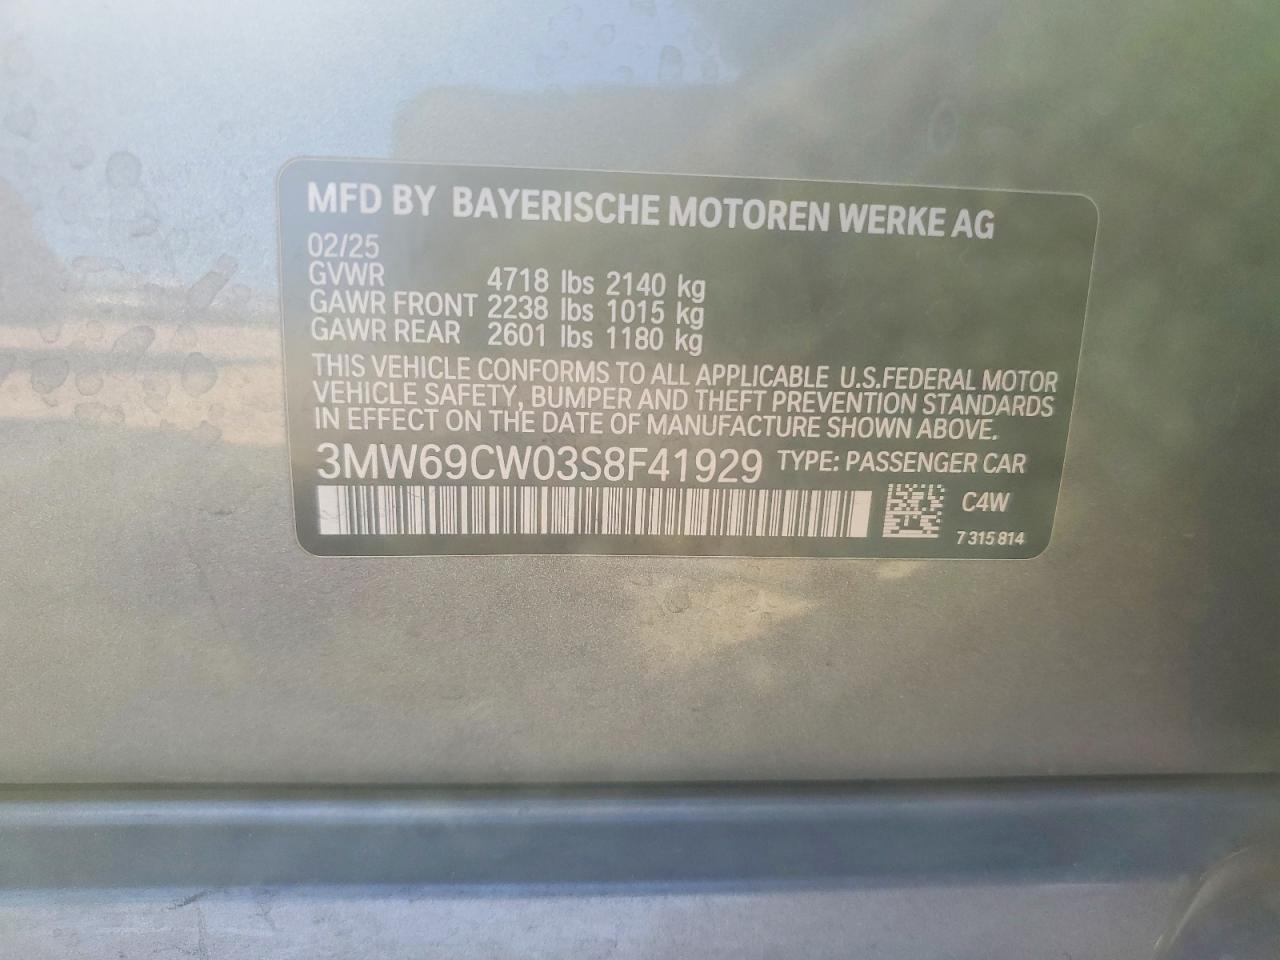 MFD BY BAYERISCHE MOTOREN WERKE AG
02/25
GVWR 4718 lbs 2140 kg
GAWR FRONT 2238 lbs 1015 kg
GAWR REAR 2601 lbs 1180 kg
THIS VEHICLE CONFORMS TO ALL APPLICABLE U.S.FEDERAL MOTOR
VEHICLE SAFETY, BUMPER AND THEFT PREVENTION STANDARDS
IN EFFECT ON THE DATE OF MANUFACTURE SHOWN ABOVE.
3MW69CW03S8F41929 TYPE: PASSENGER CAR
C4W
7 315 814